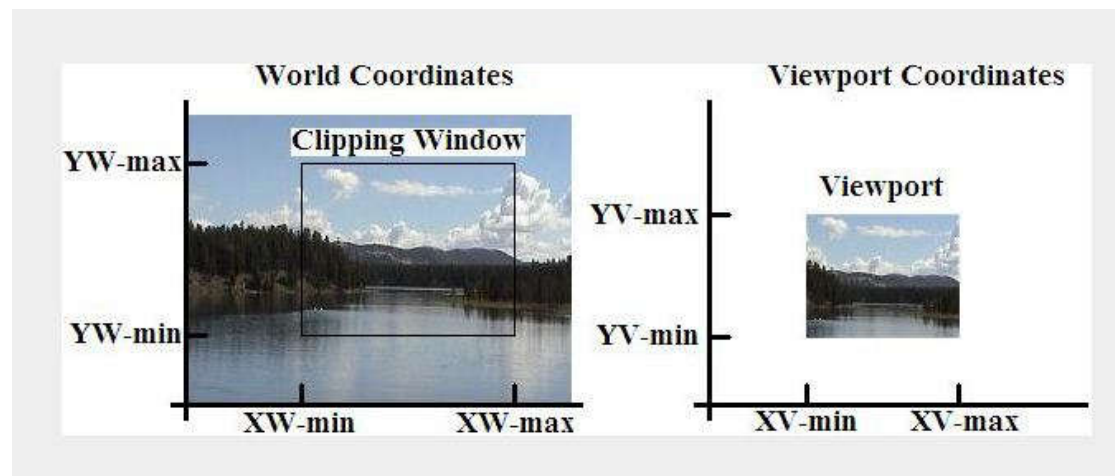 World Coordinates
Clipping Window
YW-max
YW-min
XW-min XW-max
Viewport Coordinates
Viewport
YV-max
YV-min
XV-min XV-max